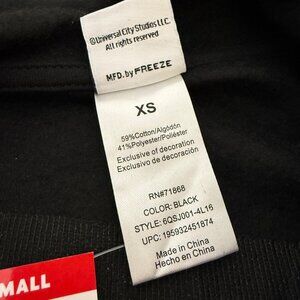 ©Universal City Studios LLC.
All rights reserved
MFD. by FREEZE
XS
59%Cotton/Algodón
41%Polyester/Poliéster
Exclusive of decoration
Exclusivo de decoración
RN#71868
COLOR: BLACK
STYLE: 6QSJ001-4L16
UPC: 195932451874
Made in China
Hecho en China
MALL